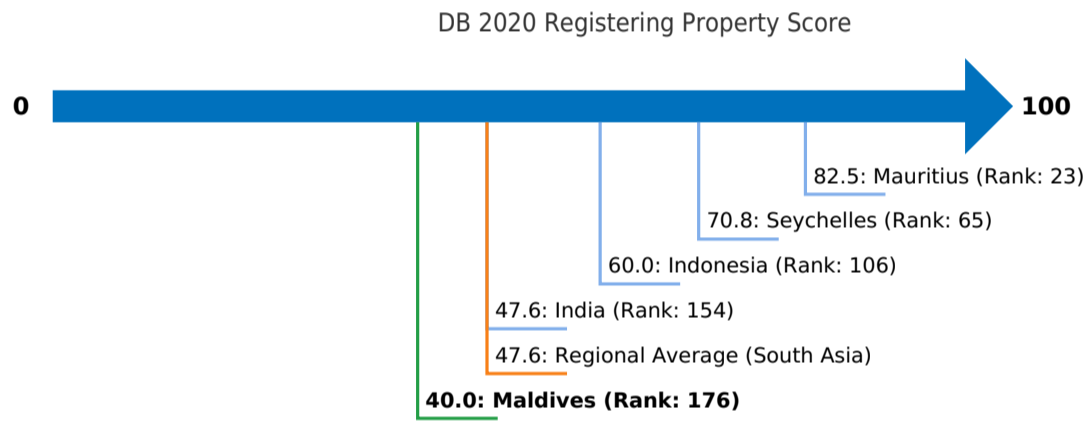 DB 2020 Registering Property Score
0
100
82.5: Mauritius (Rank: 23)
70.8: Seychelles (Rank: 65)
60.0: Indonesia (Rank: 106)
47.6: India (Rank: 154)
47.6: Regional Average (South Asia)
40.0: Maldives (Rank: 176)